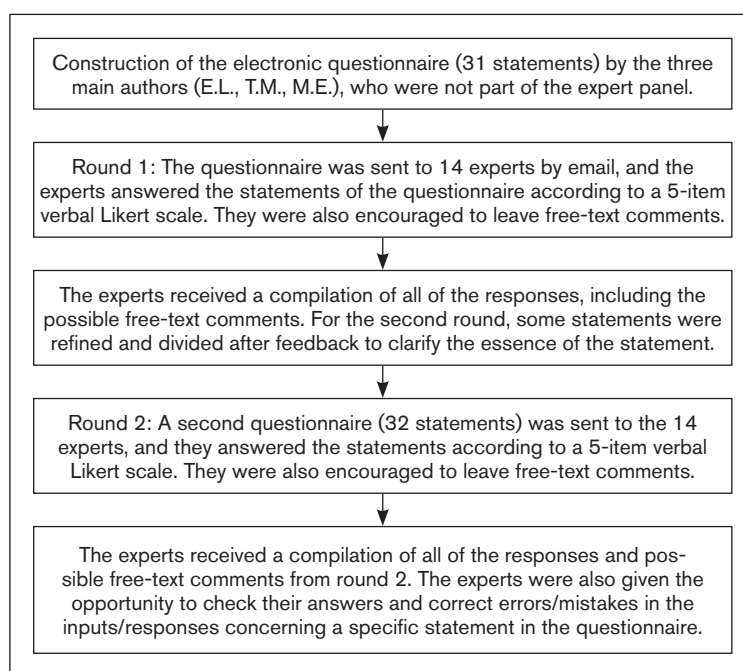 Construction of the electronic questionnaire (31 statements) by the three
main authors (E.L., T.M., M.E.), who were not part of the expert panel.
Round 1: The questionnaire was sent to 14 experts by email, and the
experts answered the statements of the questionnaire according to a 5-item
verbal Likert scale. They were also encouraged to leave free-text comments.
The experts received a compilation of all of the responses, including the
possible free-text comments. For the second round, some statements were
refined and divided after feedback to clarify the essence of the statement.
Round 2: A second questionnaire (32 statements) was sent to the 14
experts, and they answered the statements according to a 5-item verbal
Likert scale. They were also encouraged to leave free-text comments.
The experts received a compilation of all of the responses and pos-
sible free-text comments from round 2. The experts were also given the
opportunity to check their answers and correct errors/mistakes in the
inputs/responses concerning a specific statement in the questionnaire.